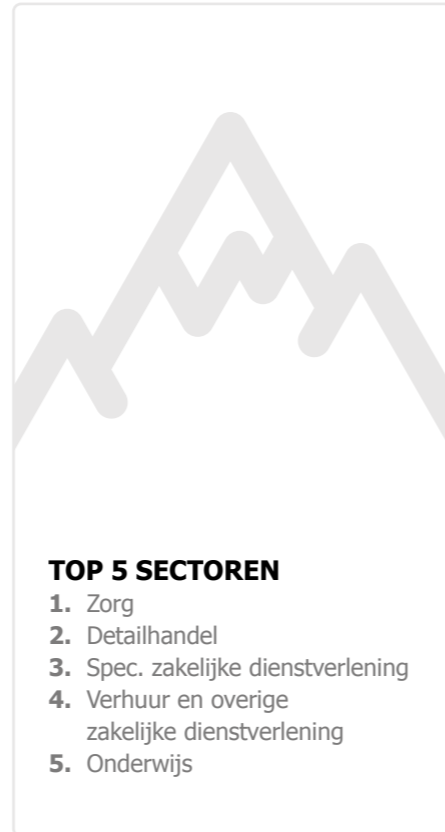 TOP 5 SECTOREN
1. Zorg
2. Detailhandel
3. Spec. zakelijke dienstverlening
4. Verhuur en overige
zakelijke dienstverlening
5. Onderwijs